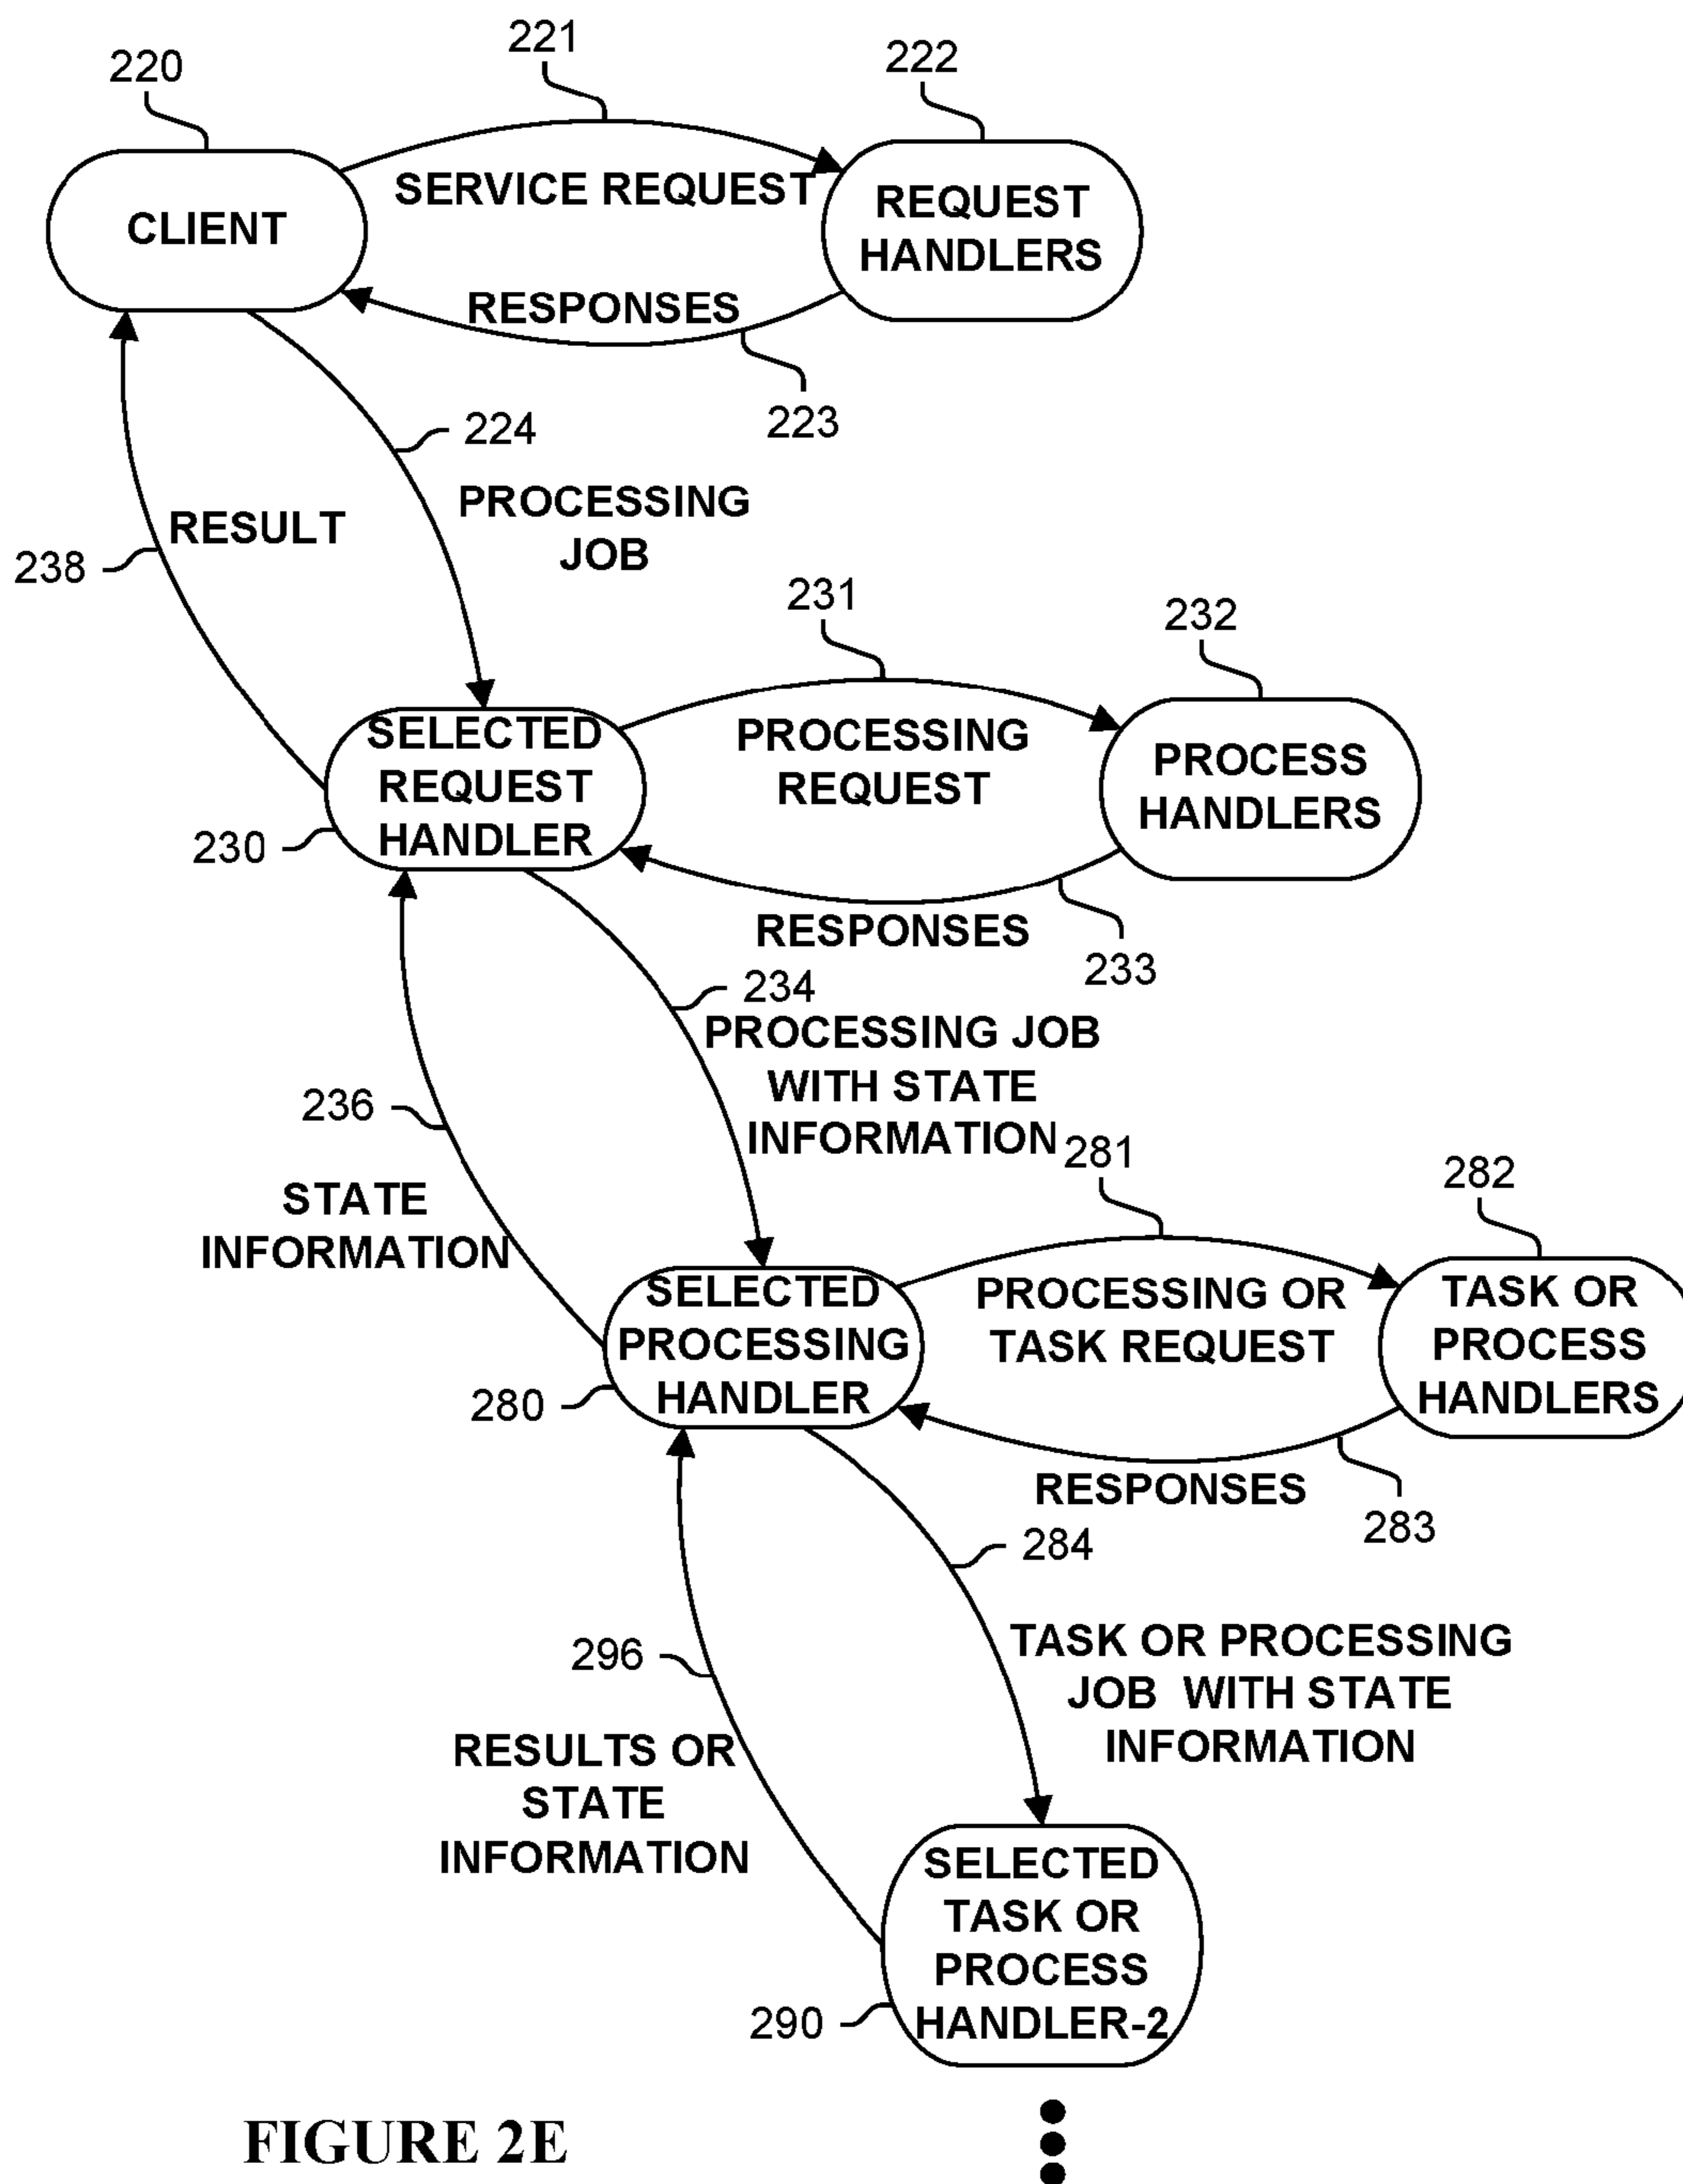 221
220
222
SERVICE REQUEST
CLIENT
REQUEST
HANDLERS
RESPONSES
223
224
PROCESSING
JOB
RESULT
238
231
232
SELECTED
REQUEST
HANDLER
230
PROCESSING
REQUEST
PROCESS
HANDLERS
RESPONSES
233
234
PROCESSING JOB
WITH STATE
INFORMATION
236
STATE
INFORMATION
281
282
SELECTED
PROCESSING
HANDLER
280
PROCESSING OR
TASK REQUEST
TASK OR
PROCESS
HANDLERS
RESPONSES
283
284
TASK OR PROCESSING
JOB WITH STATE
INFORMATION
296
RESULTS OR
STATE
INFORMATION
SELECTED
TASK OR
PROCESS
HANDLER-2
290
FIGURE 2E